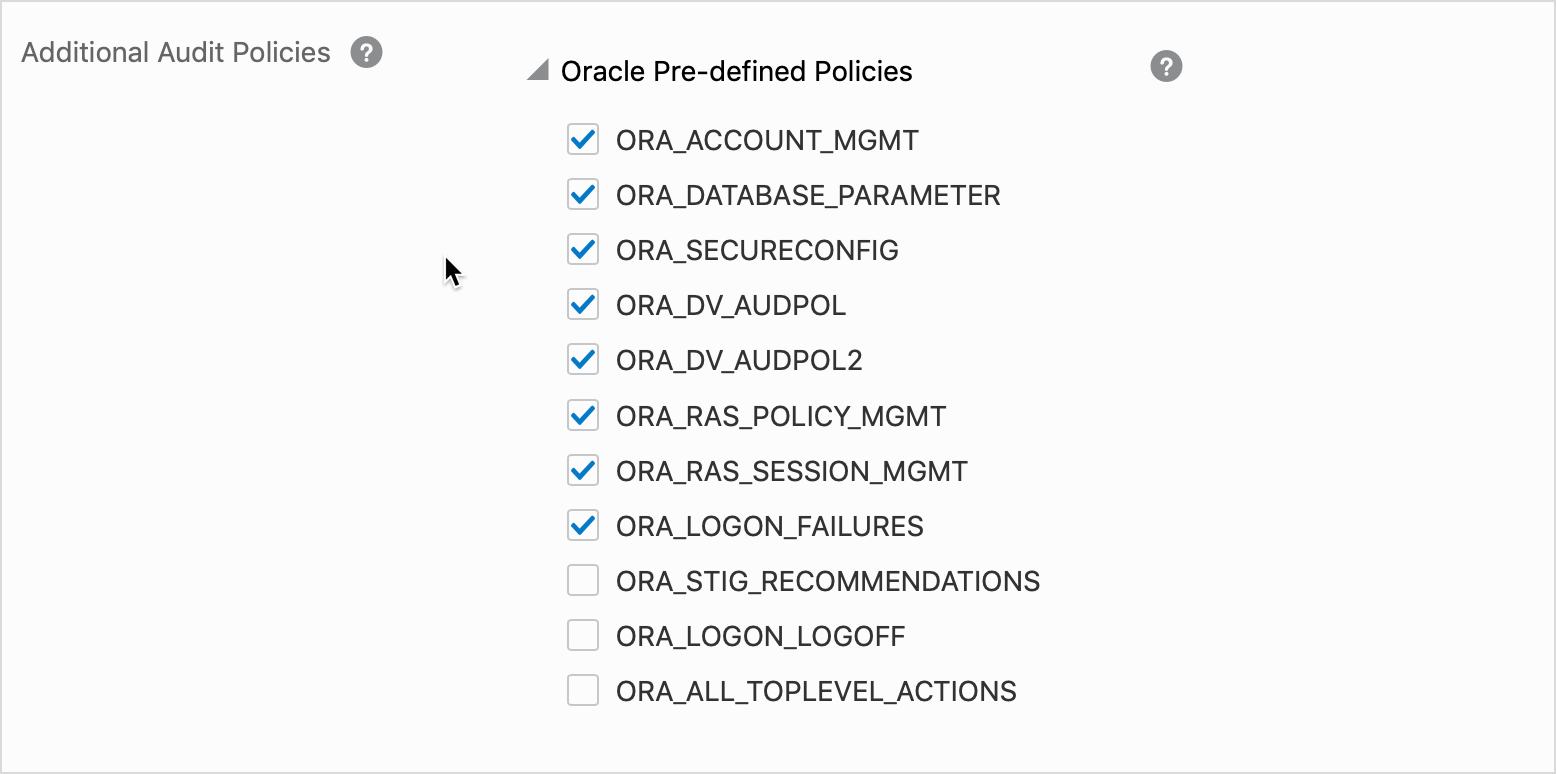 Additional Audit Policies ?
Oracle Pre-defined Policies ?
ORA_ACCOUNT_MGMT
ORA_DATABASE_PARAMETER
ORA_SECURECONFIG
ORA_DV_AUDPOL
ORA_DV_AUDPOL2
ORA_RAS_POLICY_MGMT
ORA_RAS_SESSION_MGMT
ORA_LOGON_FAILURES
ORA_STIG_RECOMMENDATIONS
ORA_LOGON_LOGOFF
ORA_ALL_TOPLEVEL_ACTIONS